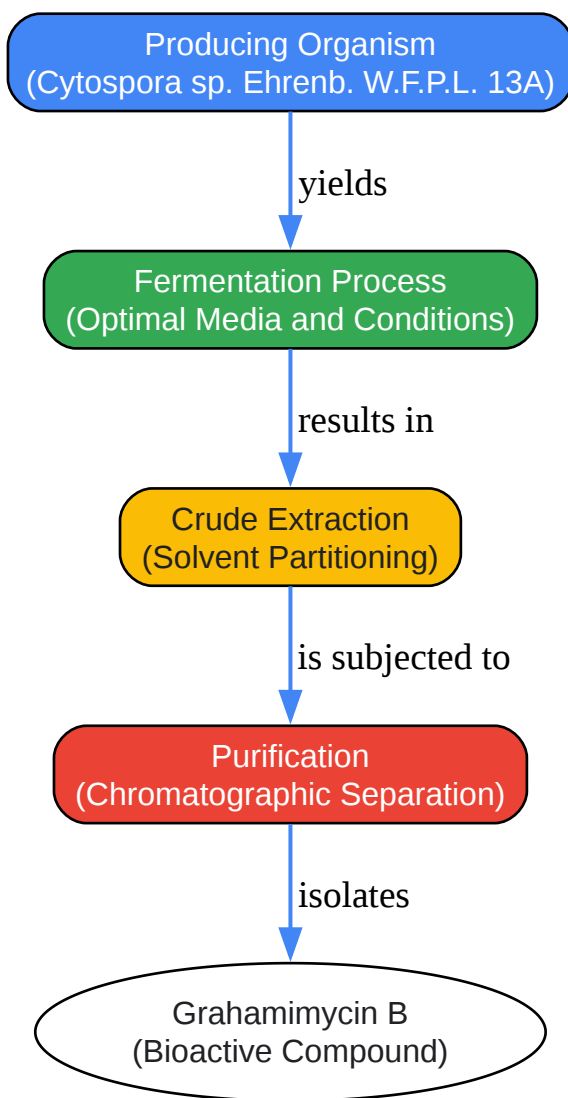 Producing Organism
(Cytospora sp. Ehrenb. W.F.P.L. 13A)
yields
Fermentation Process
(Optimal Media and Conditions)
results in
Crude Extraction
(Solvent Partitioning)
is subjected to
Purification
(Chromatographic Separation)
isolates
Grahamimycin B
(Bioactive Compound)